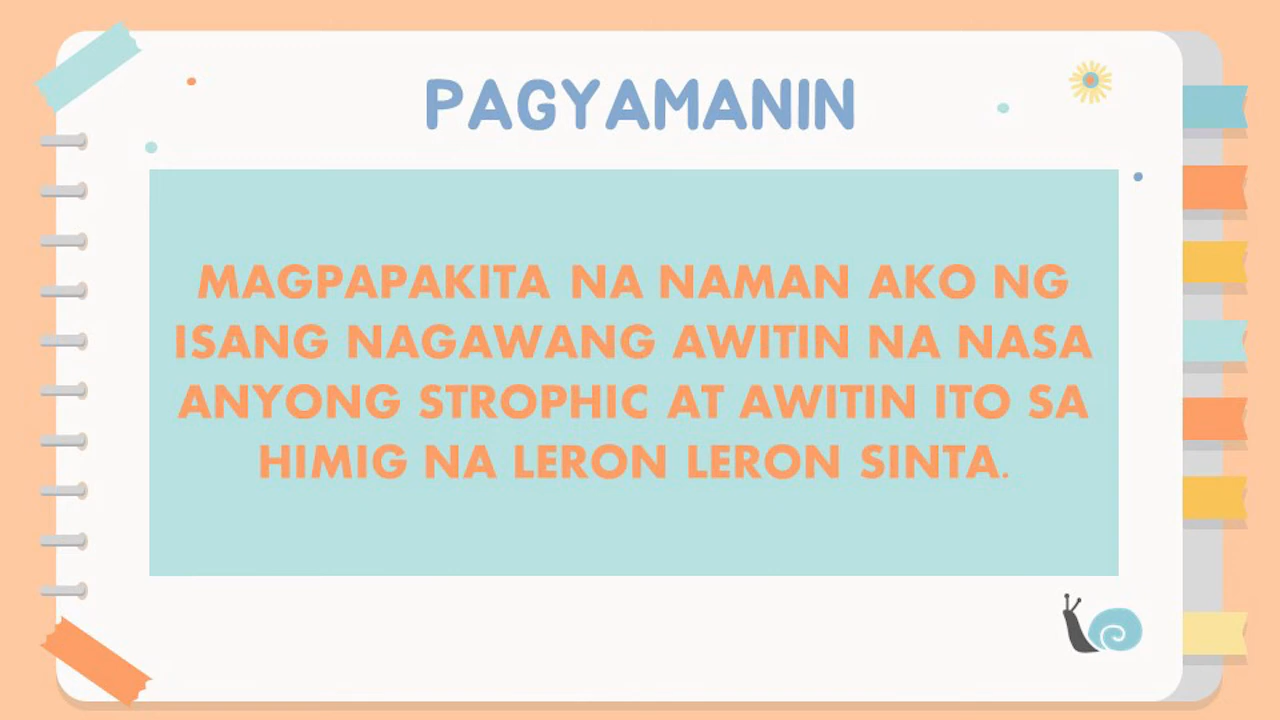 PAGYAMANIN
MAGPAPAKITA NA NAMAN AKO NG
ISANG NAGAWANG AWITIN NA NASA
ANYONG STROPHIC AT AWITIN ITO SA
HIMIG NA LERON LERON SINTA.